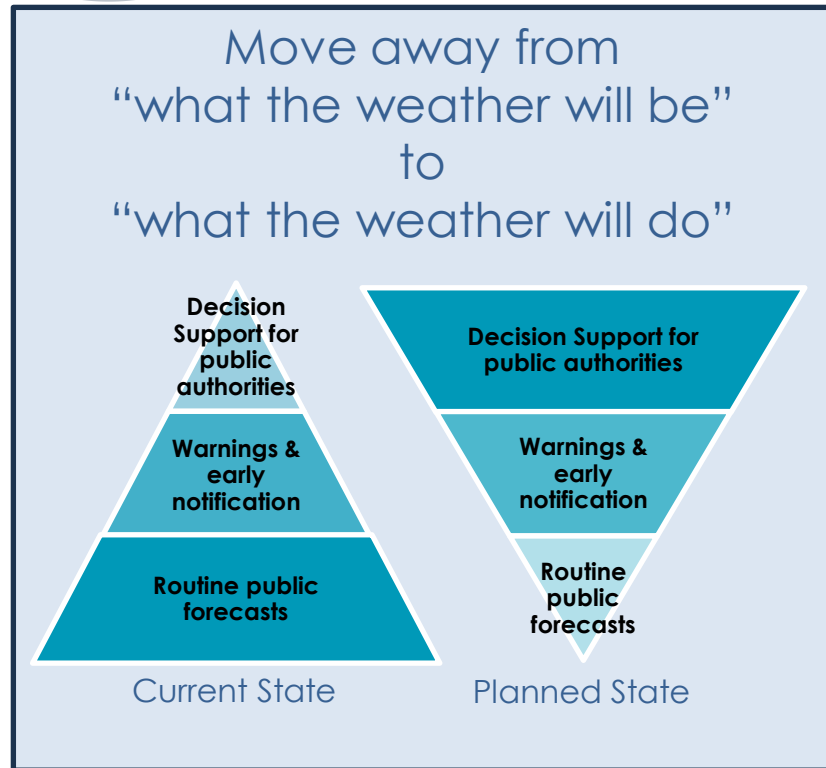 Move away from
“what the weather will be”
to
“what the weather will do”
Decision
Support for
public
authorities
Warnings &
early
notification
Routine public
forecasts
Current State
Decision Support for
public authorities
Warnings &
early
notification
Routine
public
forecasts
Planned State